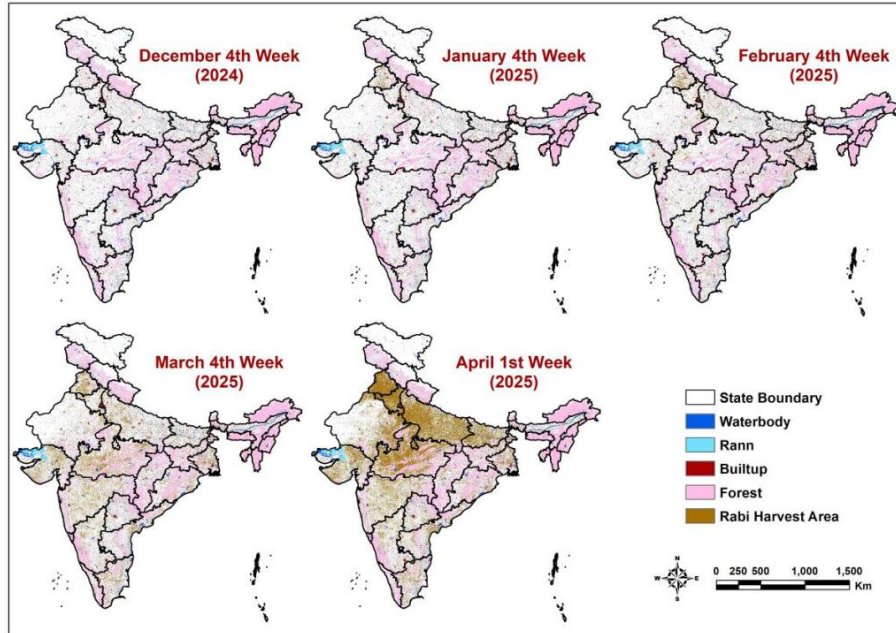 December 4th Week
(2024)
January 4th Week
(2025)
February 4th Week
(2025)
March 4th Week
(2025)
April 1st Week
(2025)
State Boundary
Waterbody
Rann
Builtup
Forest
Rabi Harvest Area
N
W E
S
0 250 500 1,000 1,500
Km